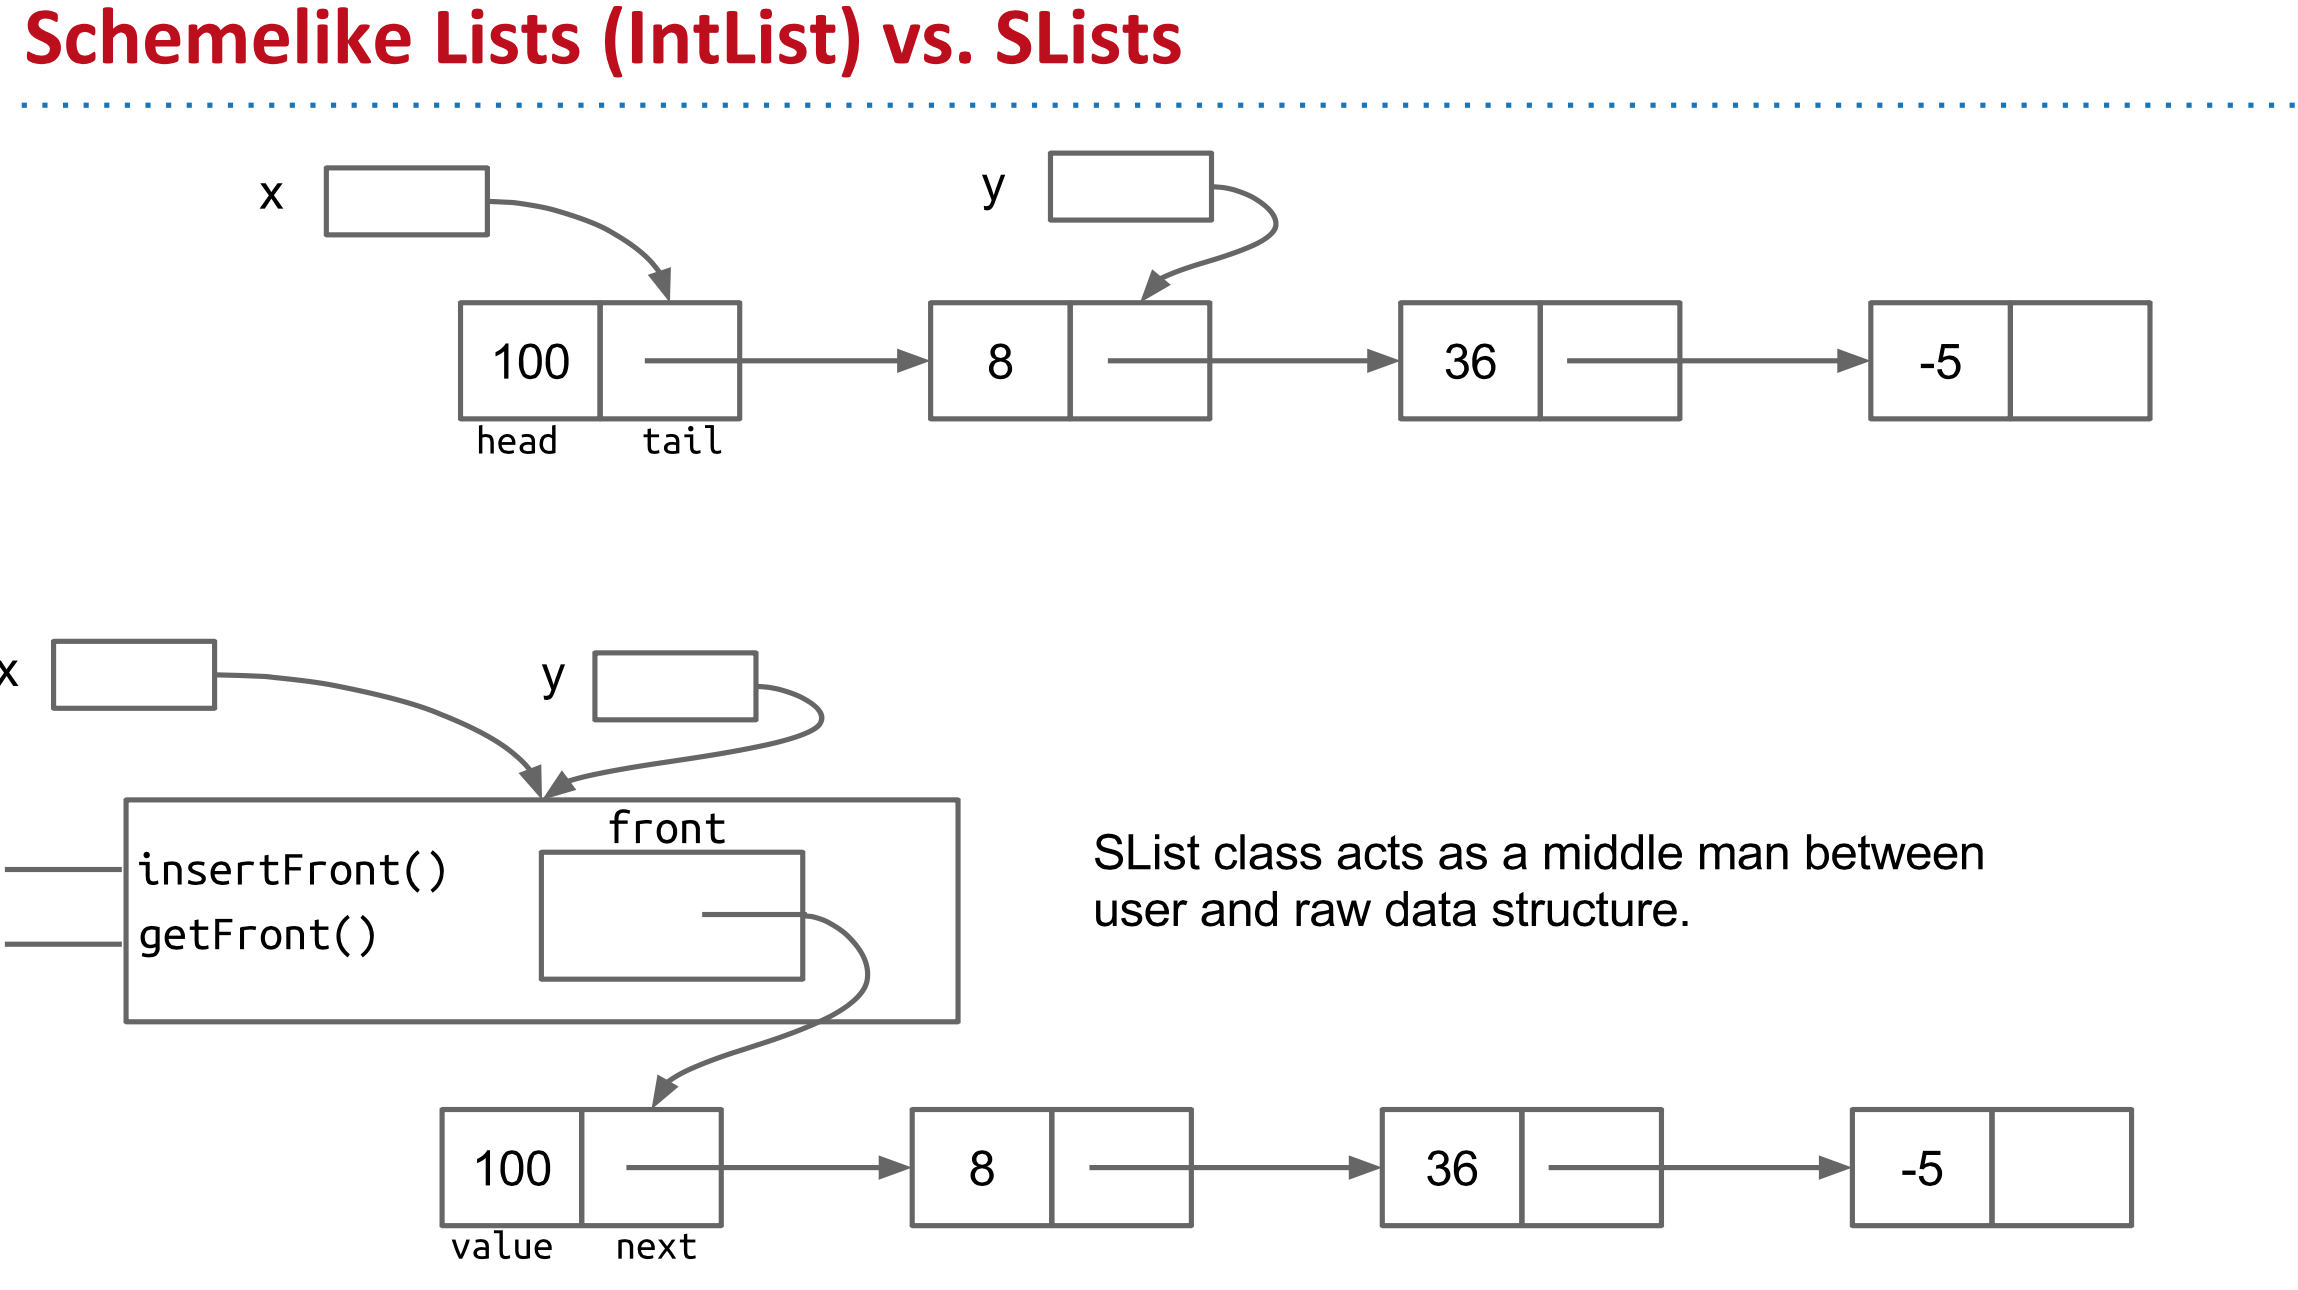 Schemelike Lists (IntList) vs. SLists
x
y
100
8
36
-5
head tail
x
y
front
insertFront()
getFront()
SList class acts as a middle man between
user and raw data structure.
100
8
36
-5
value next